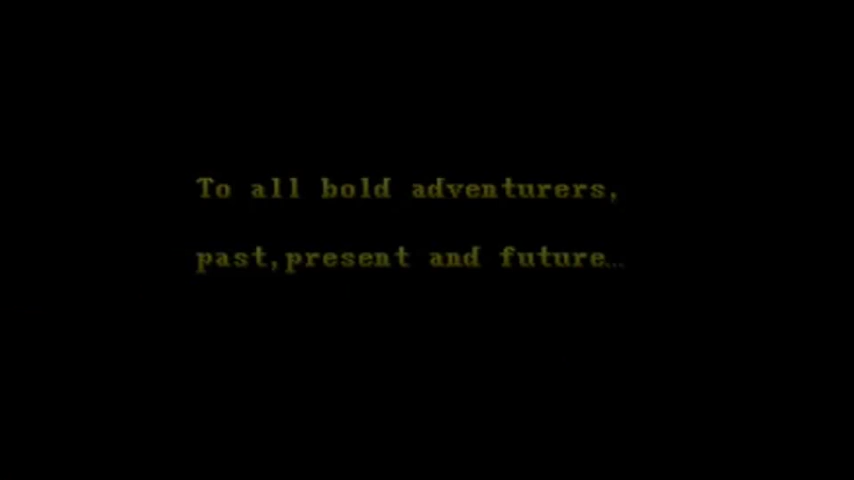 To all bold adventurers,
past,present and future...